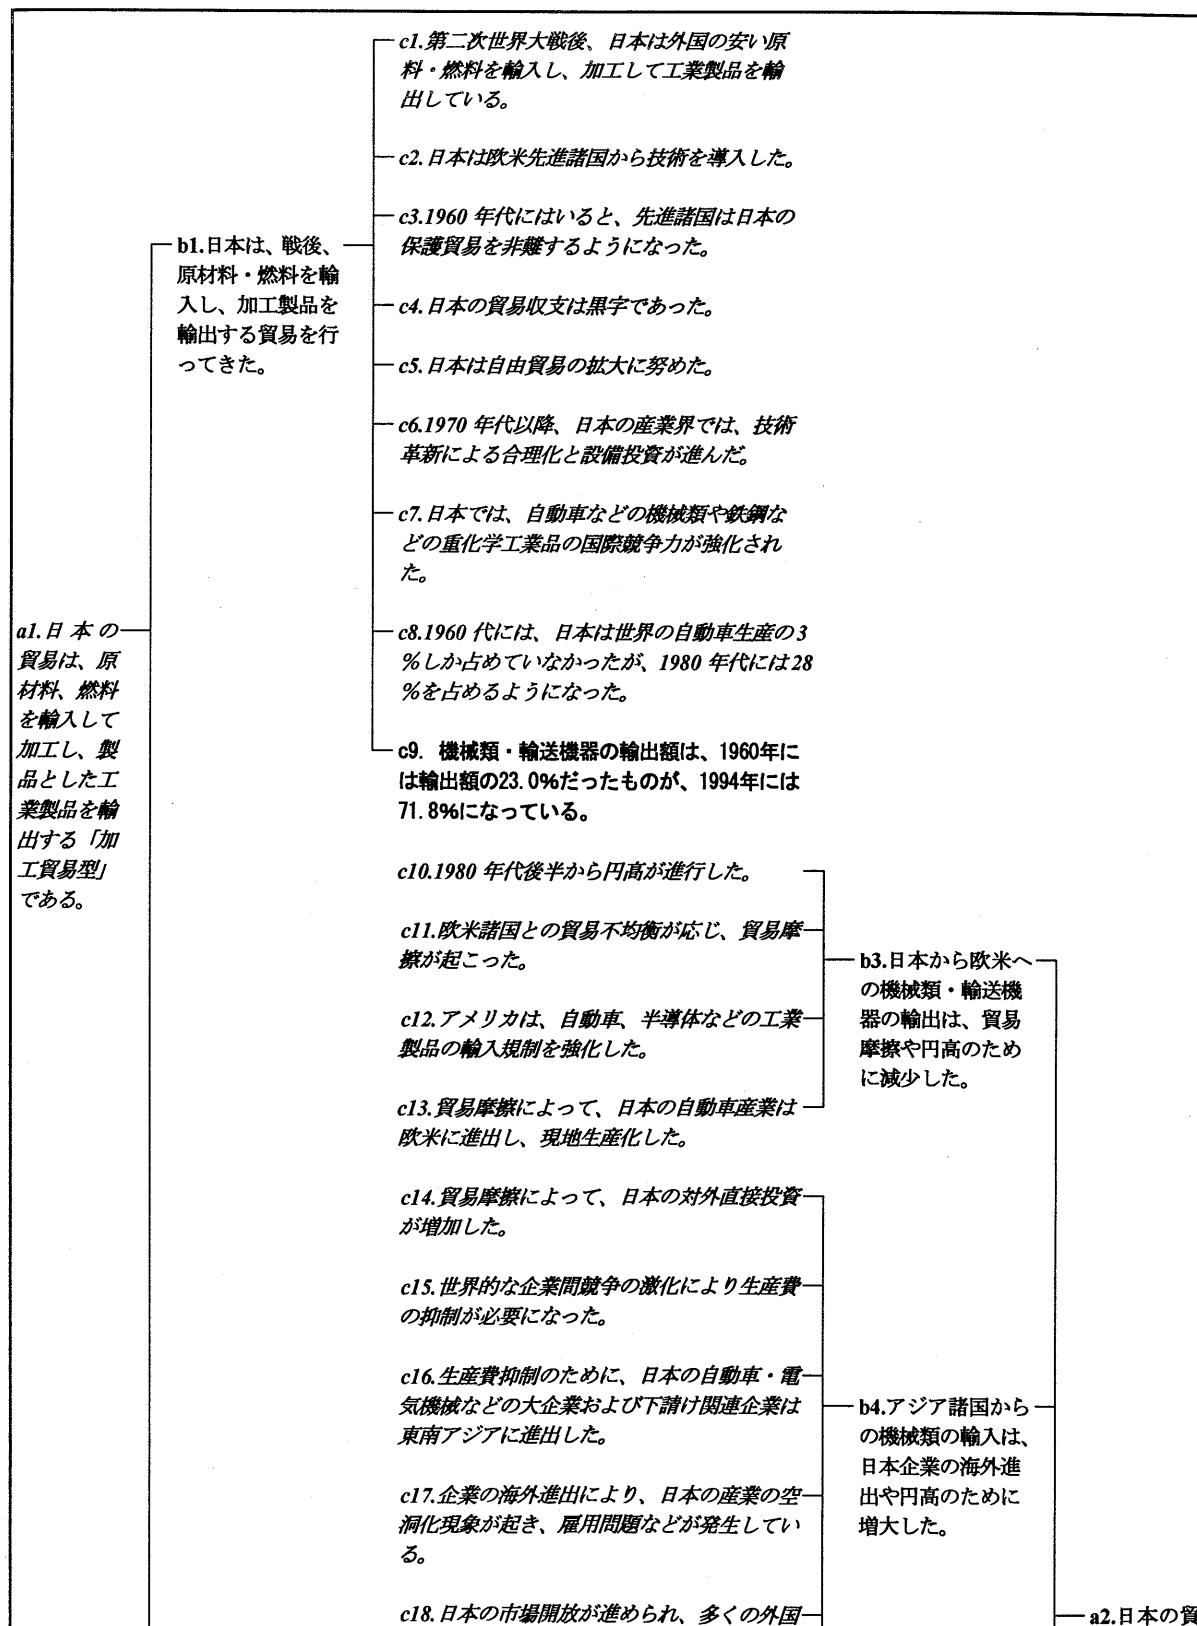 c1.第二次世界大戦後、日本は外国の安い原
料・燃料を輸入し、加工して工業製品を輸
出している。
c2.日本は欧米先進諸国から技術を導入した。
c3.1960 年代にはいると、先進諸国は日本の
保護貿易を非難するようになった。
b1.日本は、戦後、
原材料・燃料を輸
入し、加工製品を
輸出する貿易を行
ってきた。
c4.日本の貿易収支は黒字であった。
c5.日本は自由貿易の拡大に努めた。
c6.1970 年代以降、日本の産業界では、技術
革新による合理化と設備投資が進んだ。
c7.日本では、自動車などの機械類や鉄鋼な
どの重化学工業品の国際競争力が強化され
た。
a1.日本の
貿易は、原
材料、燃料
を輸入して
加工し、製
品とした工
業製品を輸
出する「加
工貿易型」
である。
c8.1960 代には、日本は世界の自動車生産の3
%しか占めていなかったが、1980 年代には28
%を占めるようになった。
c9. 機械類・輸送機器の輸出額は、1960年に
は輸出額の23.0%だったものが、1994年には
71.8%になっている。
c10.1980 年代後半から円高が進行した。
c11.欧米諸国との貿易不均衡が応じ、貿易摩
擦が起こった。
b3.日本から欧米へ
の機械類・輸送機
器の輸出は、貿易
摩擦や円高のため
に減少した。
c12.アメリカは、自動車、半導体などの工業
製品の輸入規制を強化した。
c13.貿易摩擦によって、日本の自動車産業は
欧米に進出し、現地生産化した。
c14.貿易摩擦によって、日本の対外直接投資
が増加した。
c15.世界的な企業間競争の激化により生産費
の抑制が必要になった。
c16.生産費抑制のために、日本の自動車・電
気機械などの大企業および下請け関連企業は
東南アジアに進出した。
b4.アジア諸国から
の機械類の輸入は、
日本企業の海外進
出や円高のために
増大した。
c17.企業の海外進出により、日本の産業の空
洞化現象が起き、雇用問題などが発生してい
る。
c18.日本の市場開放が進められ、多くの外国
a2.日本の貿